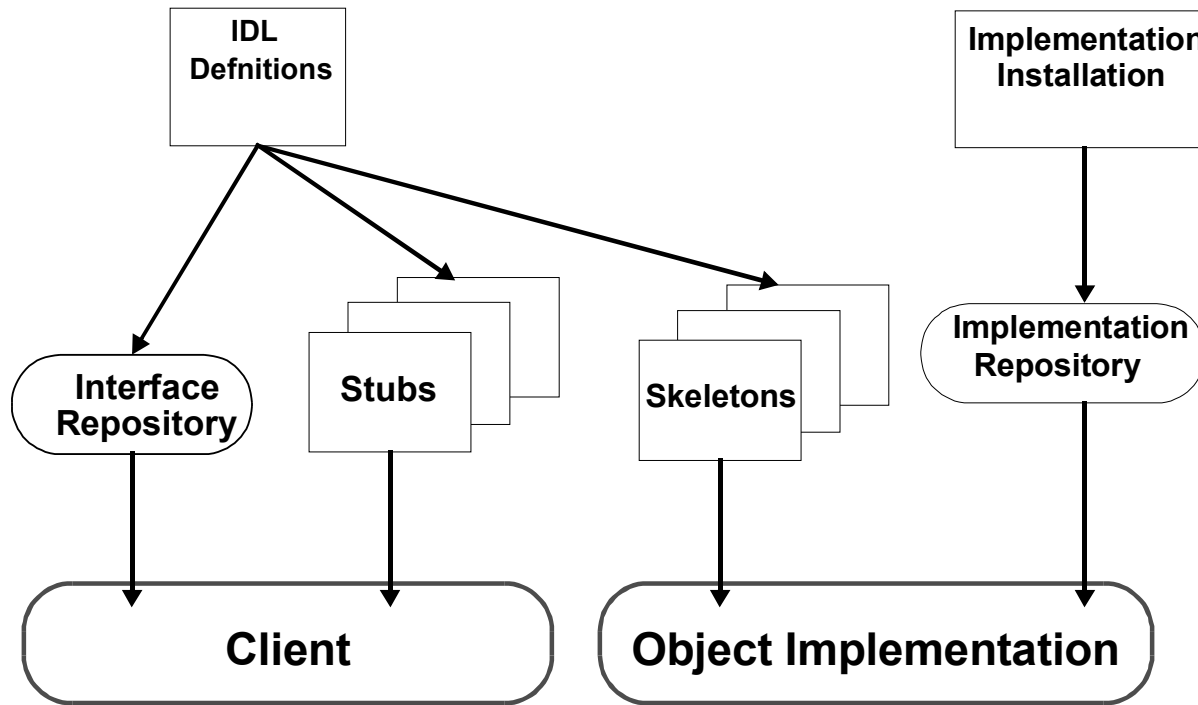 IDL
Defnitions
Implementation
Installation
Interface
Repository
Stubs
Skeletons
Implementation
Repository
Client
Object Implementation